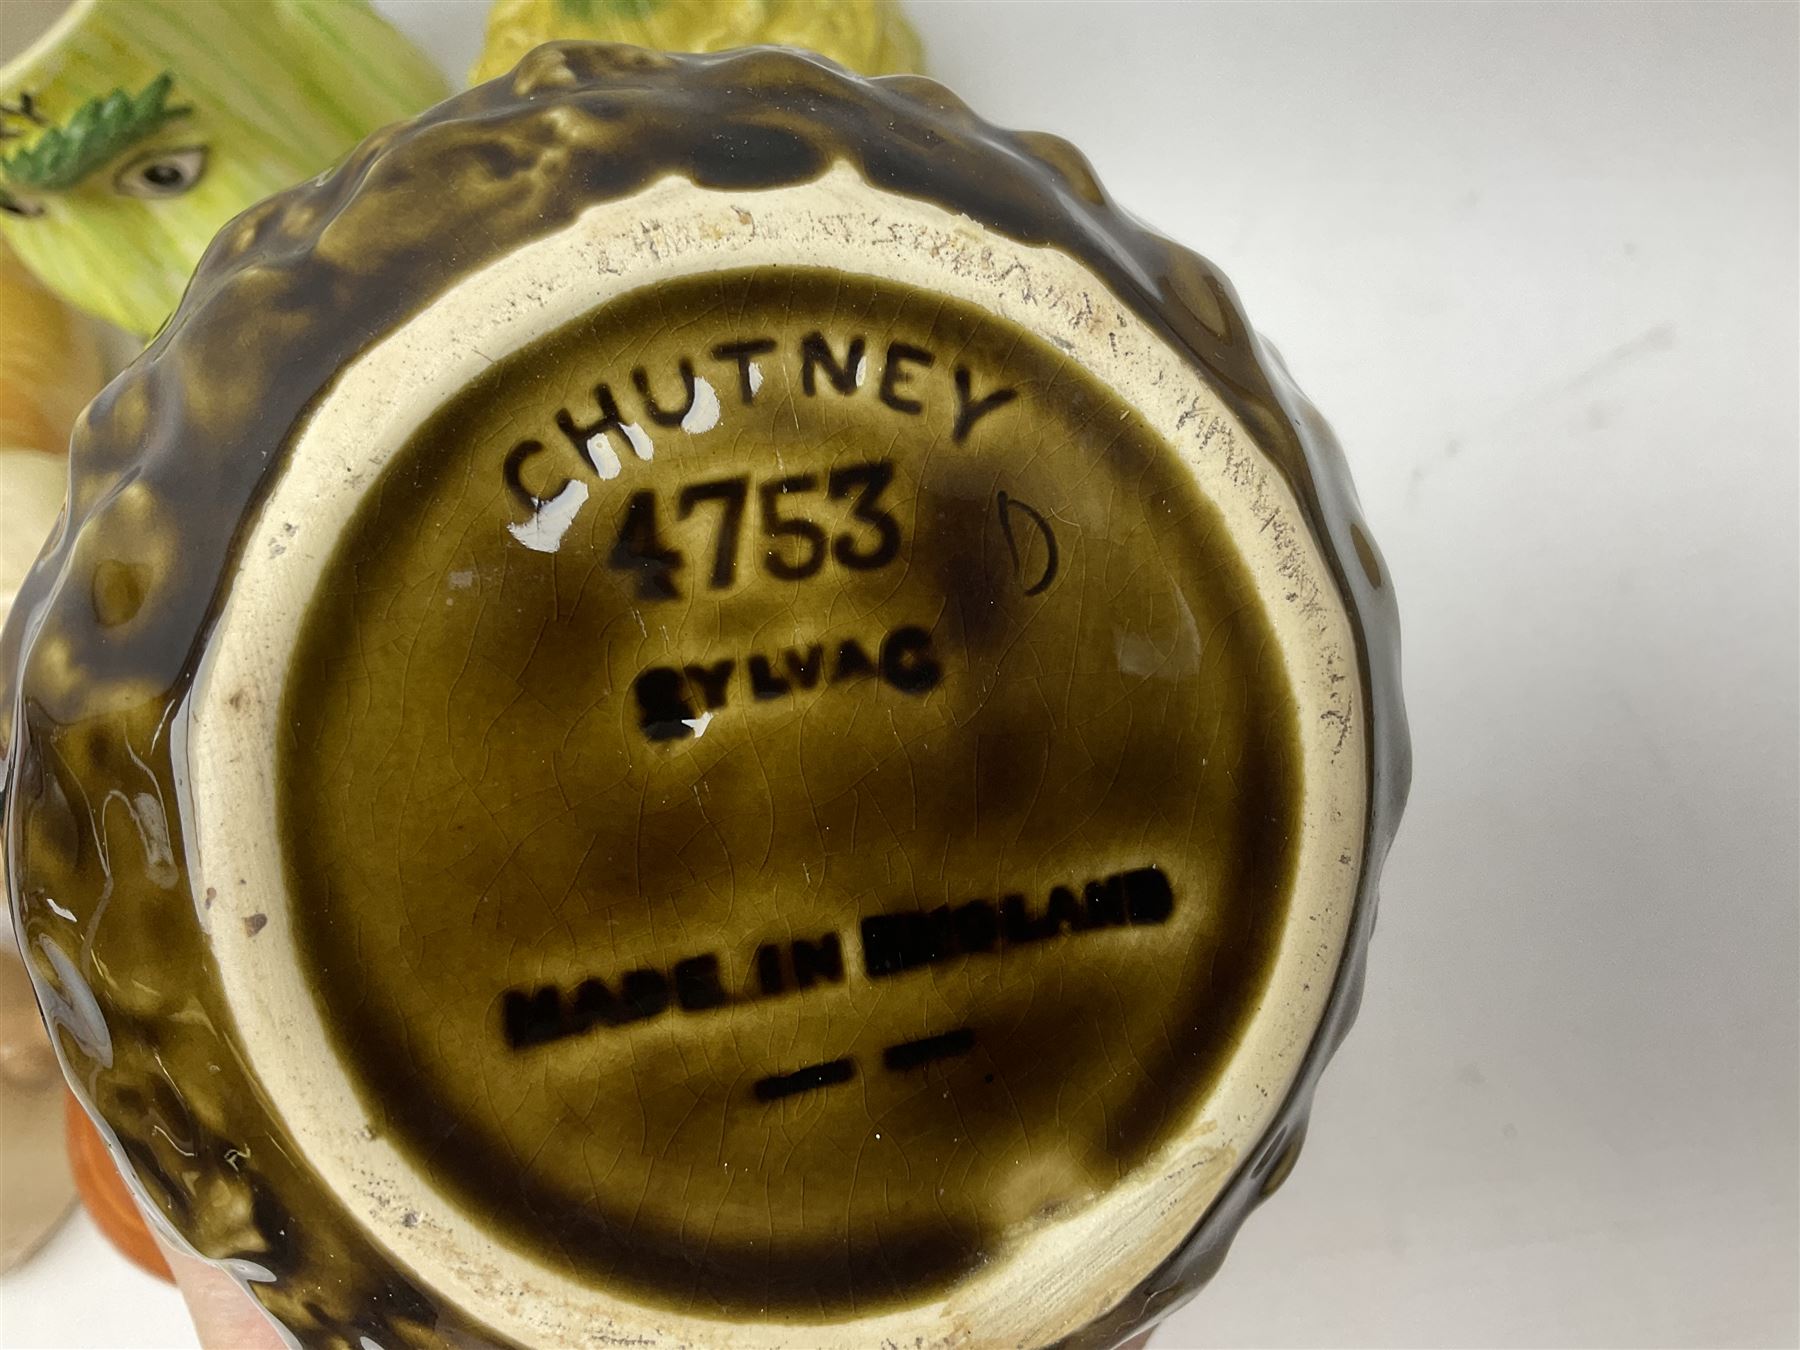 CHUTNEY
4753 D
SYLVAC
MADE IN ENGLAND